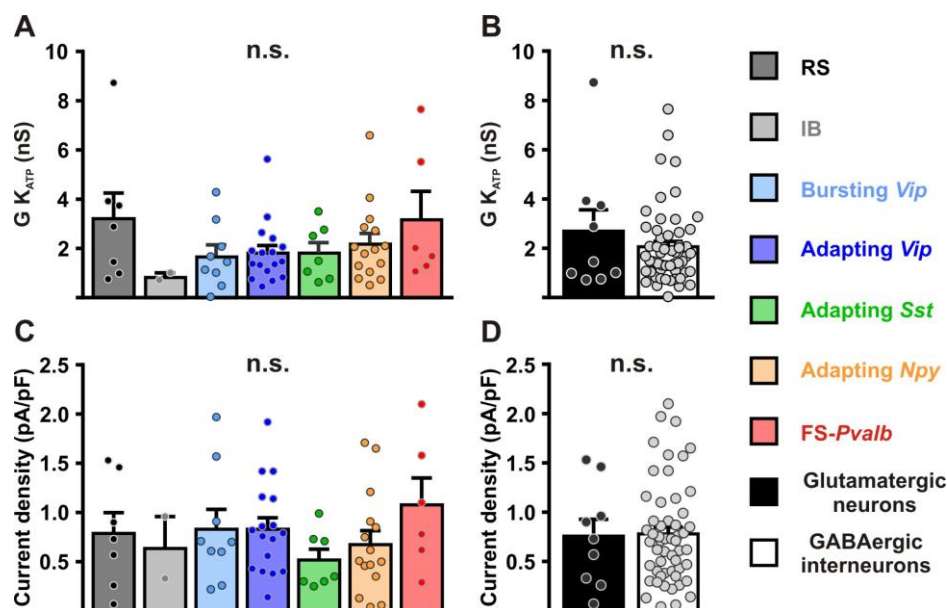 A
n.s.
G K_ATP (nS)
10
8
6
4
2
B
n.s.
G K_ATP (nS)
10
8
6
4
2
C
n.s.
Current density (pA/pF)
2.5
2.0
1.5
1.0
0.5
D
n.s.
Current density (pA/pF)
2.5
2.0
1.5
1.0
0.5
RS
IB
Bursting Vip
Adapting Vip
Adapting Sst
Adapting Npy
FS-Pvalb
Glutamatergic
neurons
GABAergic
interneurons